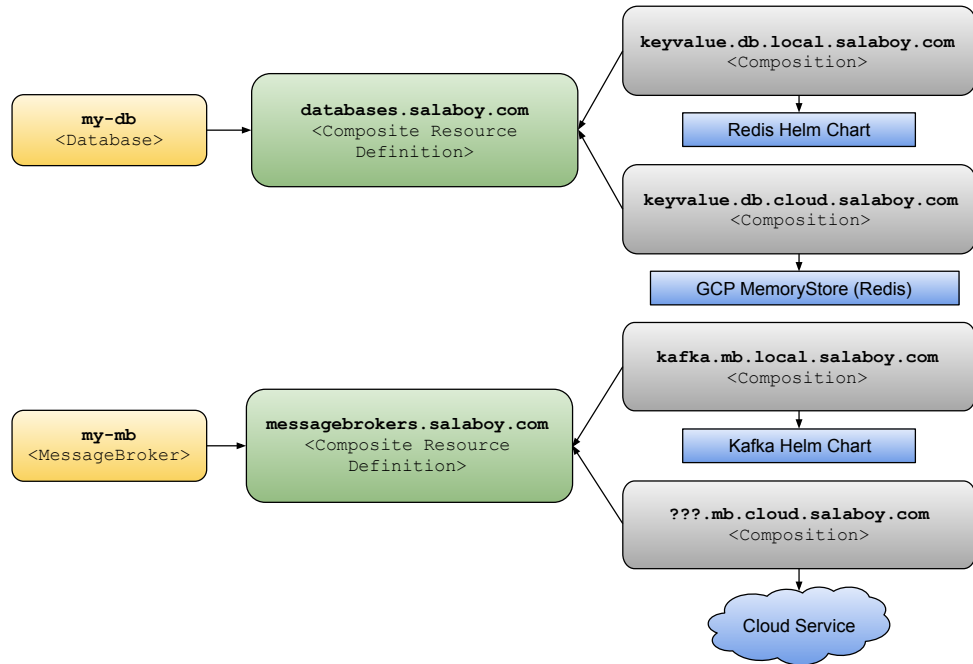 my-db
<Database>
databases.salaboy.com
<Composite Resource
Definition>
keyvalue.db.local.salaboy.com
<Composition>
Redis Helm Chart
keyvalue.db.cloud.salaboy.com
<Composition>
GCP MemoryStore (Redis)
my-mb
<MessageBroker>
messagebrokers.salaboy.com
<Composite Resource
Definition>
kafka.mb.local.salaboy.com
<Composition>
Kafka Helm Chart
???.mb.cloud.salaboy.com
<Composition>
Cloud Service